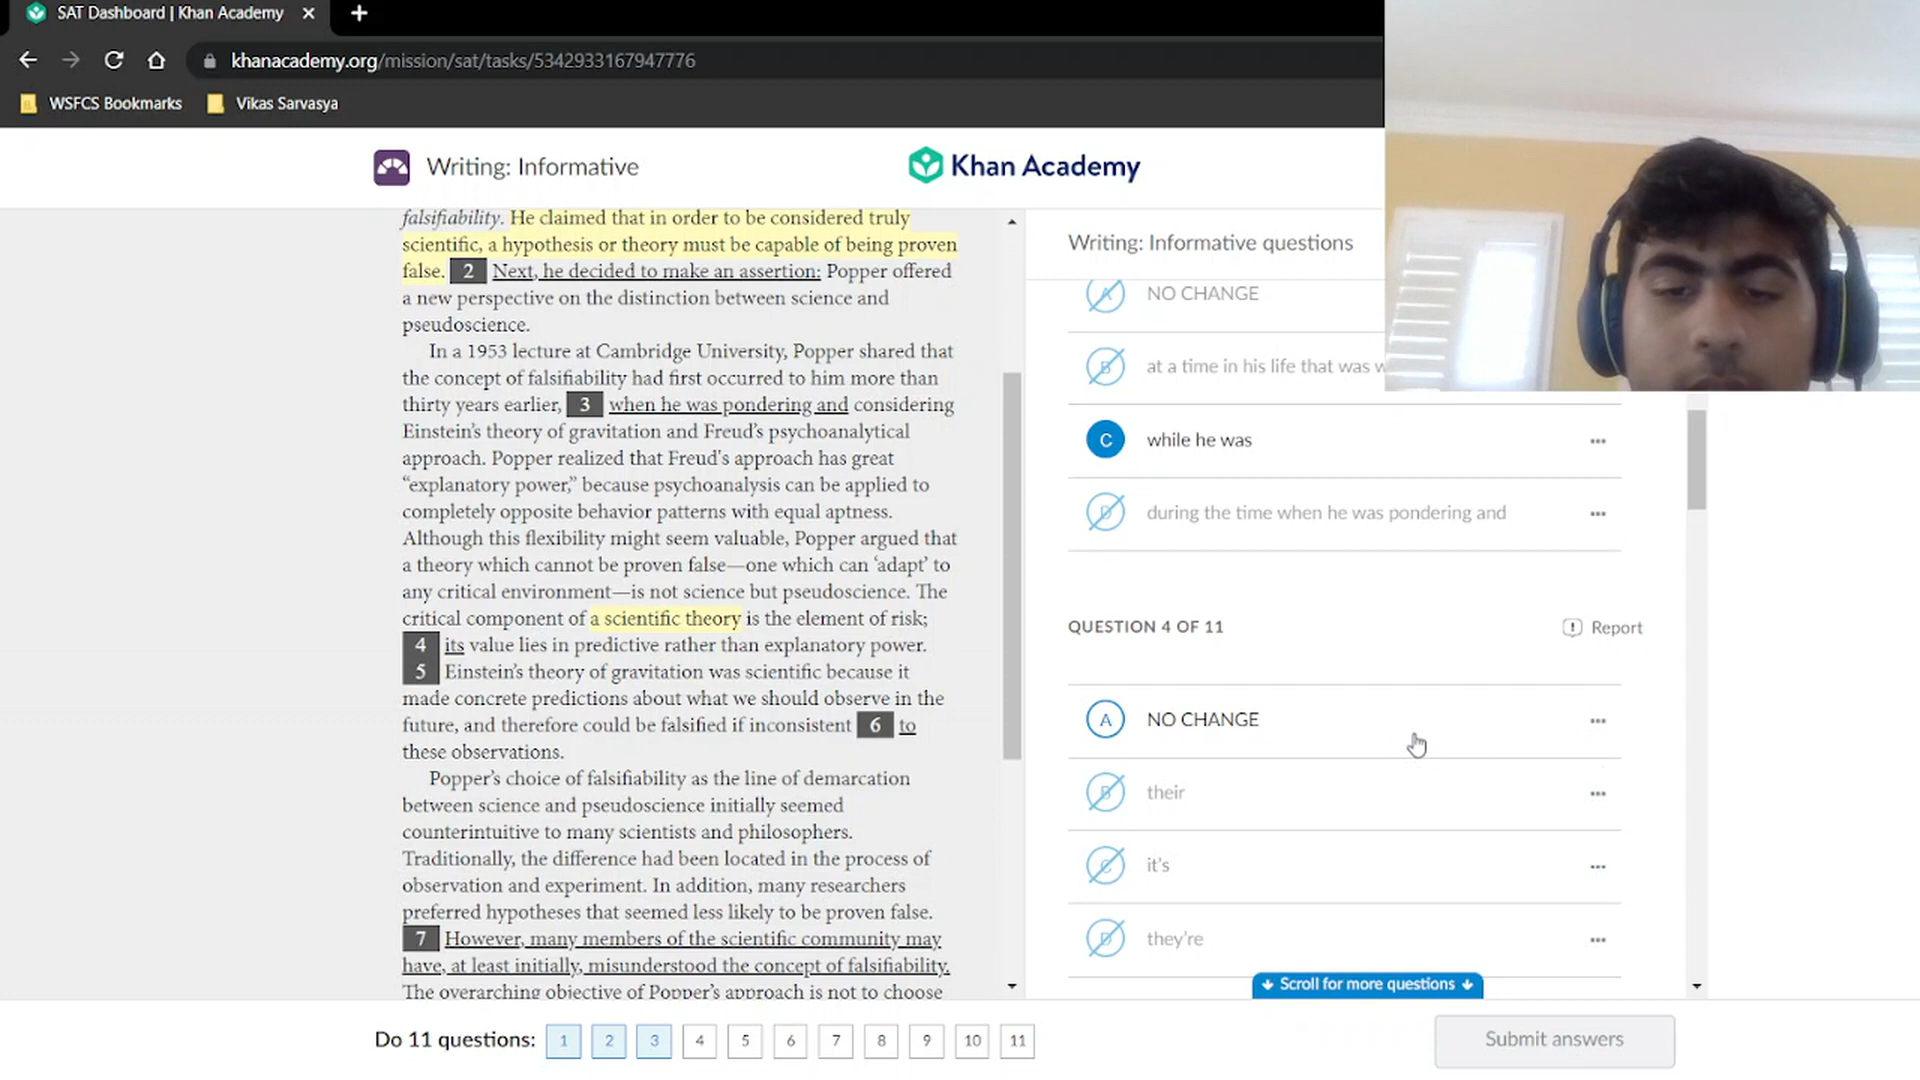 SAT Dashboard | Khan Academy
khanacademy.org/mission/sat/tasks/5342933167947776
WSFCS Bookmarks
Vikas Sarvasya
Writing: Informative
Khan Academy
falsifiability. He claimed that in order to be considered truly
scientific, a hypothesis or theory must be capable of being proven
false. 2 Next, he decided to make an assertion: Popper offered
a new perspective on the distinction between science and
pseudoscience.
In a 1953 lecture at Cambridge University, Popper shared that
the concept of falsifiability had first occurred to him more than
thirty years earlier, 3 when he was pondering and considering
Einstein's theory of gravitation and Freud's psychoanalytical
approach. Popper realized that Freud's approach has great
“explanatory power,” because psychoanalysis can be applied to
completely opposite behavior patterns with equal aptness.
Although this flexibility might seem valuable, Popper argued that
a theory which cannot be proven false—one which can ‘adapt’ to
any critical environment—is not science but pseudoscience. The
critical component of a scientific theory is the element of risk;
4 its value lies in predictive rather than explanatory power.
5 Einstein's theory of gravitation was scientific because it
made concrete predictions about what we should observe in the
future, and therefore could be falsified if inconsistent 6 to
these observations.
Popper's choice of falsifiability as the line of demarcation
between science and pseudoscience initially seemed
counterintuitive to many scientists and philosophers.
Traditionally, the difference had been located in the process of
observation and experiment. In addition, many researchers
preferred hypotheses that seemed less likely to be proven false.
7 However, many members of the scientific community may
have, at least initially, misunderstood the concept of falsifiability.
The overarching objective of Popper's approach is not to choose
Writing: Informative questions
A NO CHANGE
B at a time in his life that was
C while he was
D during the time when he was pondering and
QUESTION 4 OF 11
Report
A NO CHANGE
B their
C it's
D they're
Scroll for more questions
Do 11 questions: 1 2 3 4 5 6 7 8 9 10 11
Submit answers